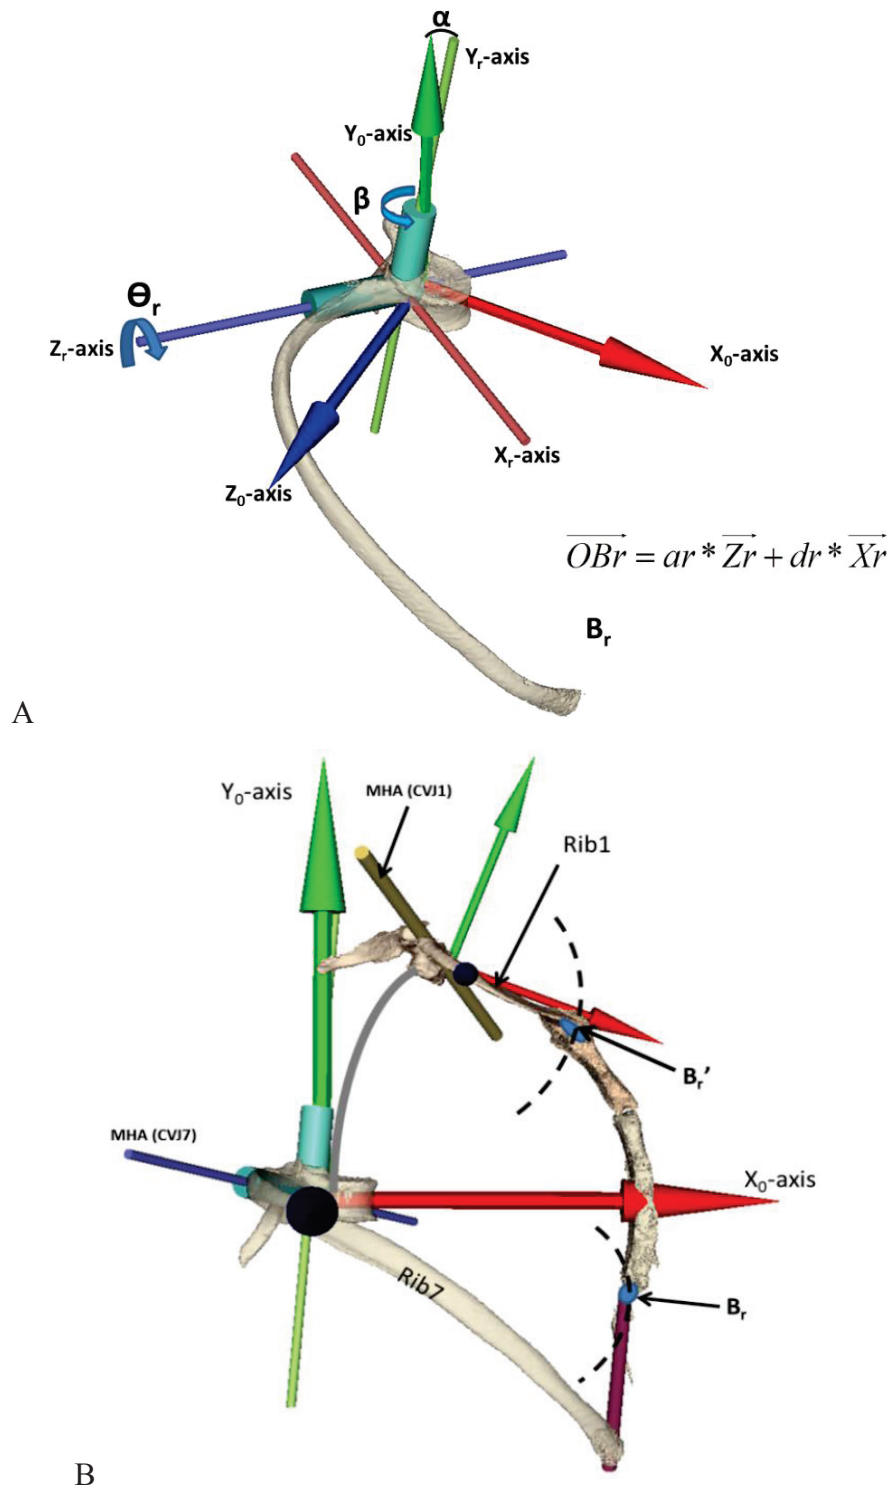 α
Yr-axis
Y0-axis
β
ϴr
Zr-axis
X0-axis
Xr-axis
Z0-axis
OBr = ar * Zr + dr * Xr
Br
A
Y0-axis
MHA (CVJ1)
Rib1
Br’
MHA (CVJ7)
X0-axis
Rib7
Br
B